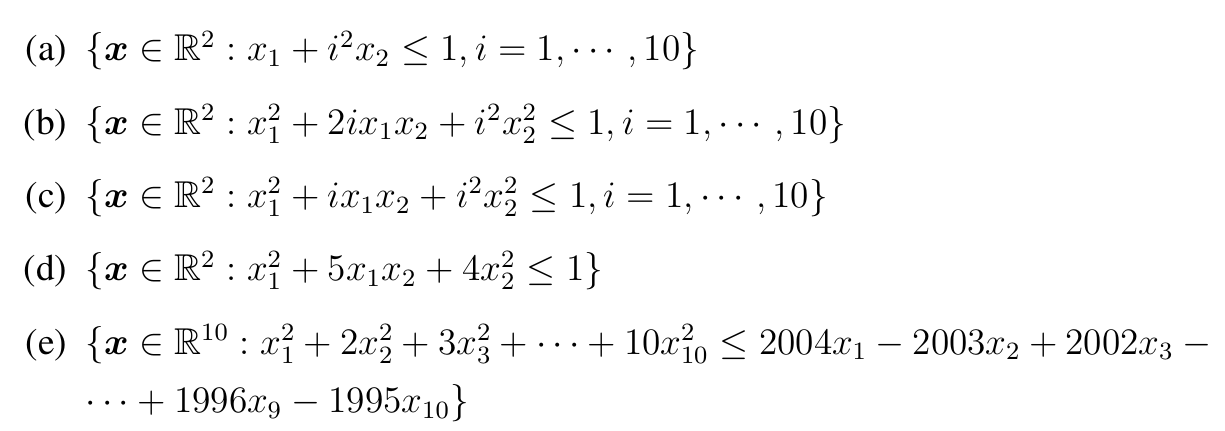 (a) {x ∈ ℝ² : x₁ + i²x₂ ≤ 1, i = 1, ··· , 10}
(b) {x ∈ ℝ² : x₁² + 2ix₁x₂ + i²x₂² ≤ 1, i = 1, ··· , 10}
(c) {x ∈ ℝ² : x₁² + ix₁x₂ + i²x₂² ≤ 1, i = 1, ··· , 10}
(d) {x ∈ ℝ² : x₁² + 5x₁x₂ + 4x₂² ≤ 1}
(e) {x ∈ ℝ¹⁰ : x₁² + 2x₂² + 3x₃² + ··· + 10x₁₀² ≤ 2004x₁ − 2003x₂ + 2002x₃ −
··· + 1996x₉ − 1995x₁₀}